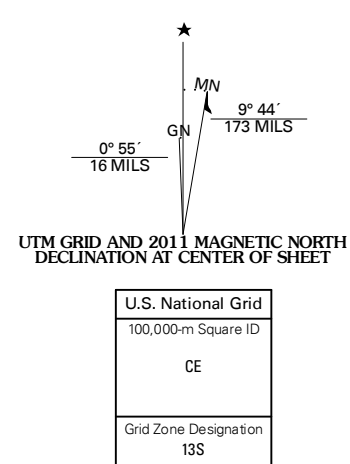 MN
9° 44´
173 MILS
GN
0° 55´
16 MILS
UTM GRID AND 2011 MAGNETIC NORTH
DECLINATION AT CENTER OF SHEET
U.S. National Grid
100,000-m Square ID
CE
Grid Zone Designation
13S